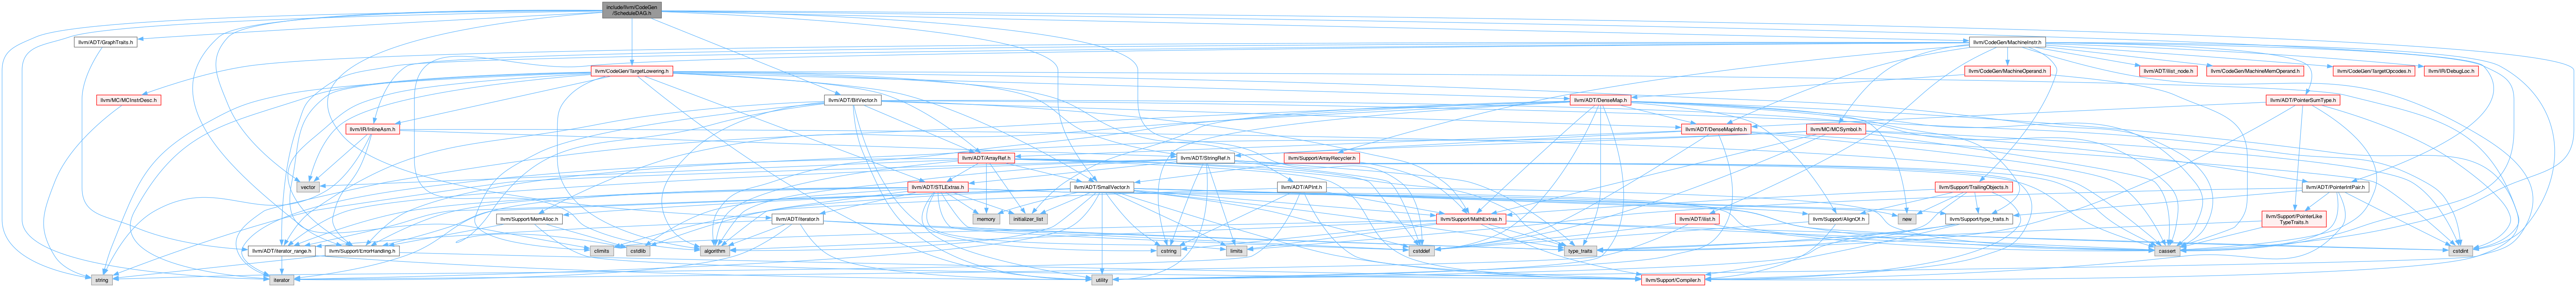 include/llvm/CodeGen
/ScheduleDAG.h
llvm/ADT/GraphTraits.h
llvm/CodeGen/MachineInstr.h
llvm/CodeGen/TargetLowering.h
llvm/CodeGen/MachineOperand.h
llvm/ADT/ilist_node.h
llvm/CodeGen/MachineMemOperand.h
llvm/CodeGen/TargetOpcodes.h
llvm/IR/DebugLoc.h
llvm/MC/MCInstrDesc.h
llvm/ADT/BitVector.h
llvm/ADT/DenseMap.h
llvm/ADT/PointerSumType.h
llvm/IR/InlineAsm.h
llvm/ADT/DenseMapInfo.h
llvm/MC/MCSymbol.h
llvm/ADT/ArrayRef.h
llvm/ADT/StringRef.h
llvm/Support/ArrayRecycler.h
vector
llvm/ADT/STLExtras.h
llvm/ADT/SmallVector.h
llvm/ADT/APInt.h
llvm/Support/TrailingObjects.h
llvm/ADT/PointerIntPair.h
llvm/Support/MemAlloc.h
llvm/ADT/iterator.h
memory
initializer_list
llvm/Support/MathExtras.h
llvm/ADT/ilist.h
new
llvm/Support/AlignOf.h
llvm/Support/type_traits.h
llvm/Support/PointerLike
TypeTraits.h
llvm/ADT/iterator_range.h
llvm/Support/ErrorHandling.h
climits
cstdlib
algorithm
cstring
limits
cstddef
type_traits
cassert
cstdint
string
iterator
utility
llvm/Support/Compiler.h